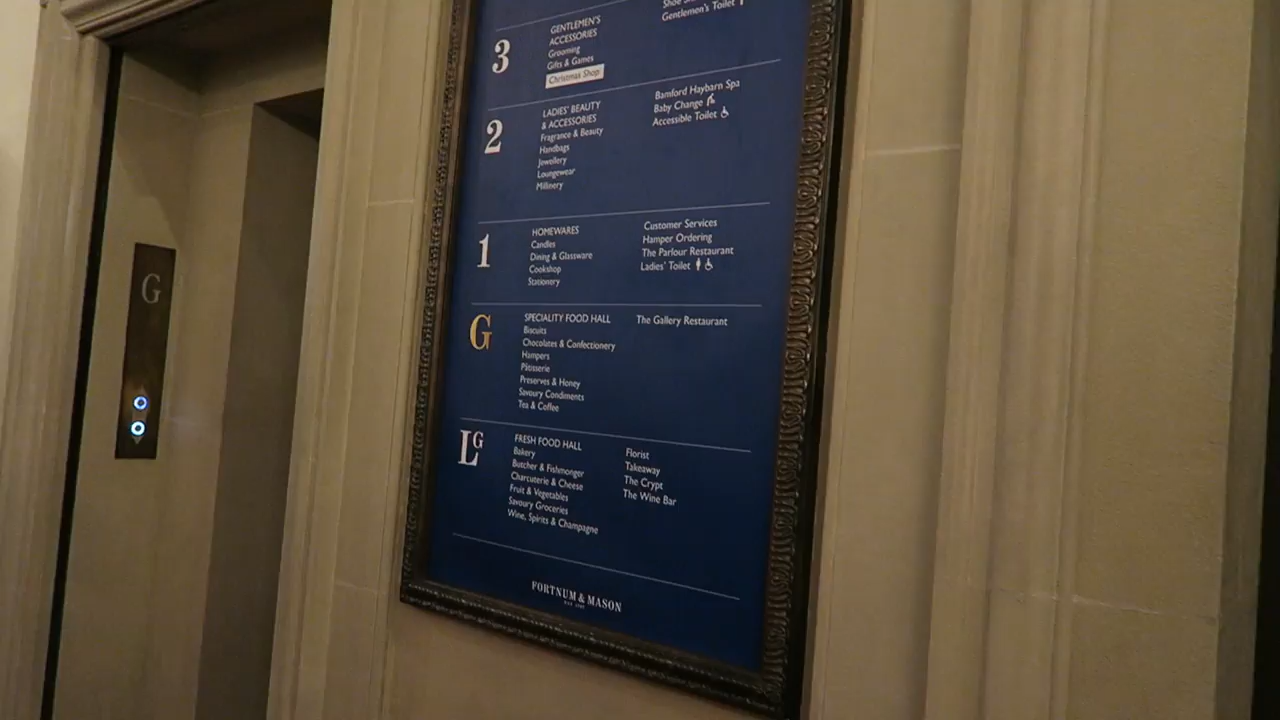 G
3
GENTLEMEN'S
ACCESSORIES
Grooming
Gifts & Games
Christmas Shop
Shoe
Gentlemen's Toilet
2
LADIES' BEAUTY
& ACCESSORIES
Fragrance & Beauty
Handbags
Jewellery
Loungewear
Millinery
Bamford Haybarn Spa
Baby Change
Accessible Toilet
1
HOMEWARES
Candles
Dining & Glassware
Cookshop
Stationery
Customer Services
Hamper Ordering
The Parlour Restaurant
Ladies' Toilet
G
SPECIALITY FOOD HALL
Biscuits
Chocolates & Confectionery
Hampers
Pâtisserie
Preserves & Honey
Savoury Condiments
Tea & Coffee
The Gallery Restaurant
LG
FRESH FOOD HALL
Bakery
Butcher & Fishmonger
Charcuterie & Cheese
Fruit & Vegetables
Savoury Groceries
Wine, Spirits & Champagne
Florist
Takeaway
The Crypt
The Wine Bar
FORTNUM & MASON
EST 1707